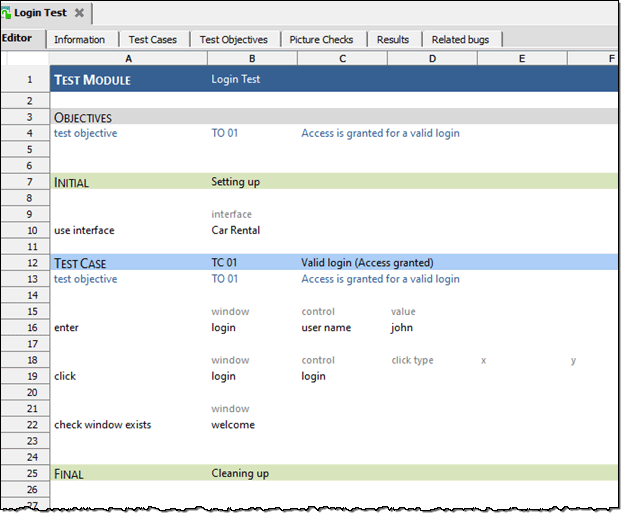 Login Test
Editor Information Test Cases Test Objectives Picture Checks Results Related bugs
A B C D E F
1 TEST MODULE Login Test
2
3 OBJECTIVES
4 test objective TO 01 Access is granted for a valid login
5
6
7 INITIAL Setting up
8
9 interface
10 use interface Car Rental
11
12 TEST CASE TC 01 Valid login (Access granted)
13 test objective TO 01 Access is granted for a valid login
14
15 window control value
16 enter login user name john
17
18 window control click type x y
19 click login login
20
21 window
22 check window exists welcome
23
24
25 FINAL Cleaning up
26
27